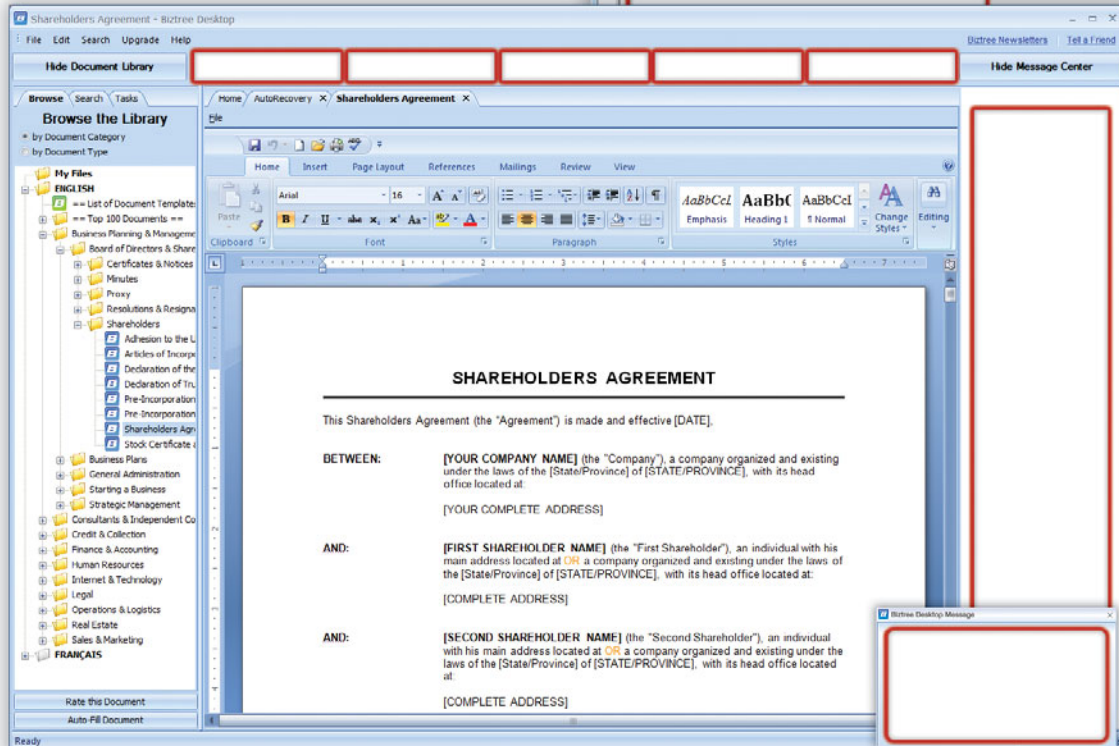 Shareholders Agreement - Biztree Desktop
File Edit Search Upgrade Help
Biztree Newsletters Tell a Friend
Hide Document Library
Hide Message Center
Browse Search Tasks
Browse the Library
by Document Category
by Document Type
My Files
ENGLISH
== List of Document Template
== Top 100 Documents ==
Business Planning & Manageme
Board of Directors & Share
Certificates & Notices
Minutes
Proxy
Resolutions & Resigna
Shareholders
Adhesion to the U
Articles of Incorp
Declaration of the
Declaration of Tru
Pre-Incorporation
Pre-Incorporation
Shareholders Agr
Stock Certificate
Business Plans
General Administration
Starting a Business
Strategic Management
Consultants & Independent Co
Credit & Collection
Finance & Accounting
Human Resources
Internet & Technology
Legal
Operations & Logistics
Real Estate
Sales & Marketing
FRANÇAIS
Rate this Document
Auto-Fill Document
Ready
Home AutoRecovery X Shareholders Agreement X
File
Home Insert Page Layout References Mailings Review View
Paste
Arial 16
Clipboard Font Paragraph Styles
AaBbCcI AaBb( AaBbCcI
Emphasis Heading 1 ¶ Normal
Change Styles
Editing
1 2 3 4 5 6 7
SHAREHOLDERS AGREEMENT
This Shareholders Agreement (the "Agreement") is made and effective [DATE],
BETWEEN: [YOUR COMPANY NAME] (the "Company"), a company organized and existing
under the laws of the [State/Province] of [STATE/PROVINCE], with its head
office located at:
[YOUR COMPLETE ADDRESS]
AND: [FIRST SHAREHOLDER NAME] (the "First Shareholder"), an individual with his
main address located at OR a company organized and existing under the laws of
the [State/Province] of [STATE/PROVINCE], with its head office located at:
[COMPLETE ADDRESS]
AND: [SECOND SHAREHOLDER NAME] (the "Second Shareholder"), an individual
with his main address located at OR a company organized and existing under the
laws of the [State/Province] of [STATE/PROVINCE], with its head office located
at:
[COMPLETE ADDRESS]
Biztree Desktop Message